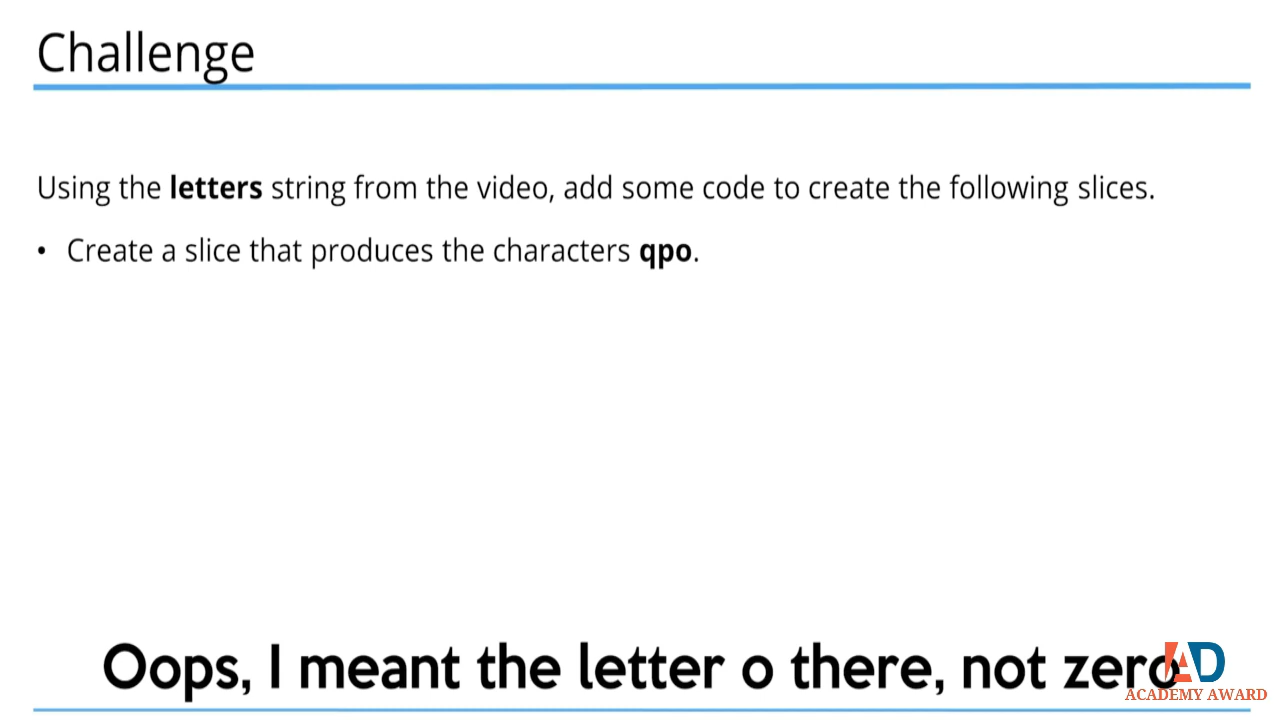 Challenge
Using the letters string from the video, add some code to create the following slices.
• Create a slice that produces the characters qpo.
Oops, I meant the letter o there, not zero
AD
ACADEMY AWARD